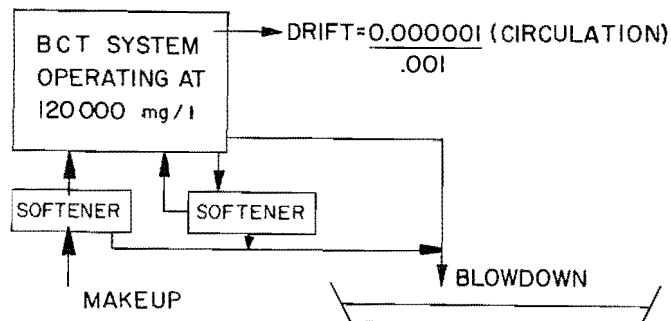 BCT SYSTEM
OPERATING AT
120000 mg/l
DRIFT=0.000001 (CIRCULATION)
.001
SOFTENER
SOFTENER
MAKEUP
BLOWDOWN